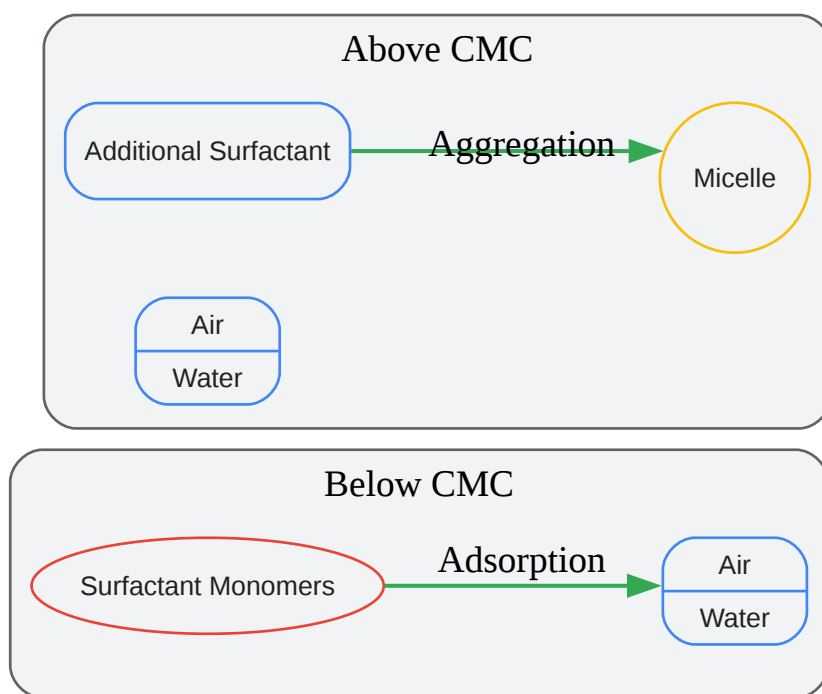 Above CMC
Additional Surfactant
Aggregation
Micelle
Air
Water
Below CMC
Surfactant Monomers
Adsorption
Air
Water